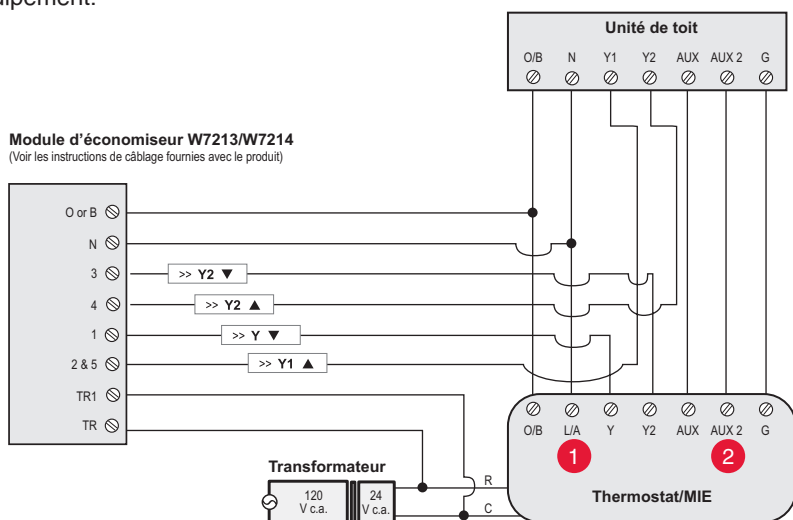 uipement.
Unité de toit
O/B N Y1 Y2 AUX AUX 2 G
Module d’économiseur W7213/W7214
(Voir les instructions de câblage fournies avec le produit)
O or B
N
3 >> Y2 ▼
4 >> Y2 ▲
1 >> Y ▼
2 & 5 >> Y1 ▲
TR1
TR
O/B L/A Y Y2 AUX AUX 2 G
1 2
Transformateur
R
Thermostat/MIE
120 24
V c.a. V c.a.
C